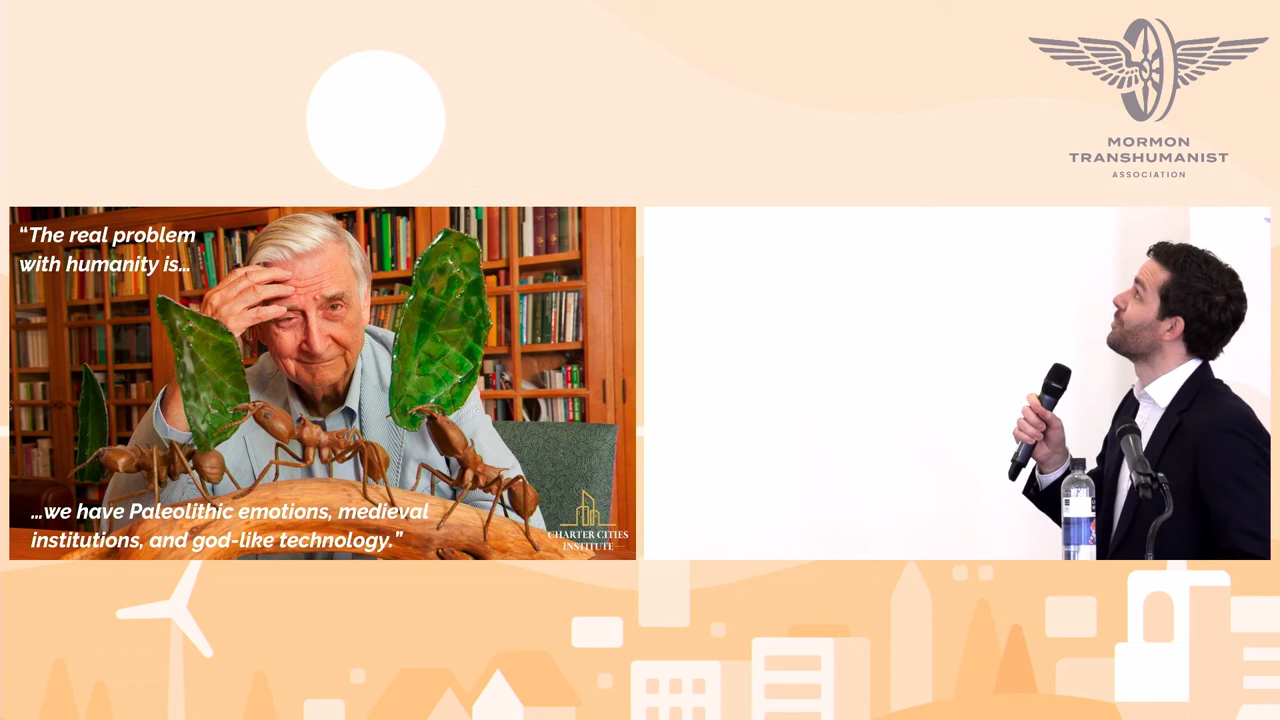 MORMON
TRANSHUMANIST
ASSOCIATION
“The real problem
with humanity is...
...we have Paleolithic emotions, medieval
institutions, and god-like technology.”
CHARTER CITIES
INSTITUTE